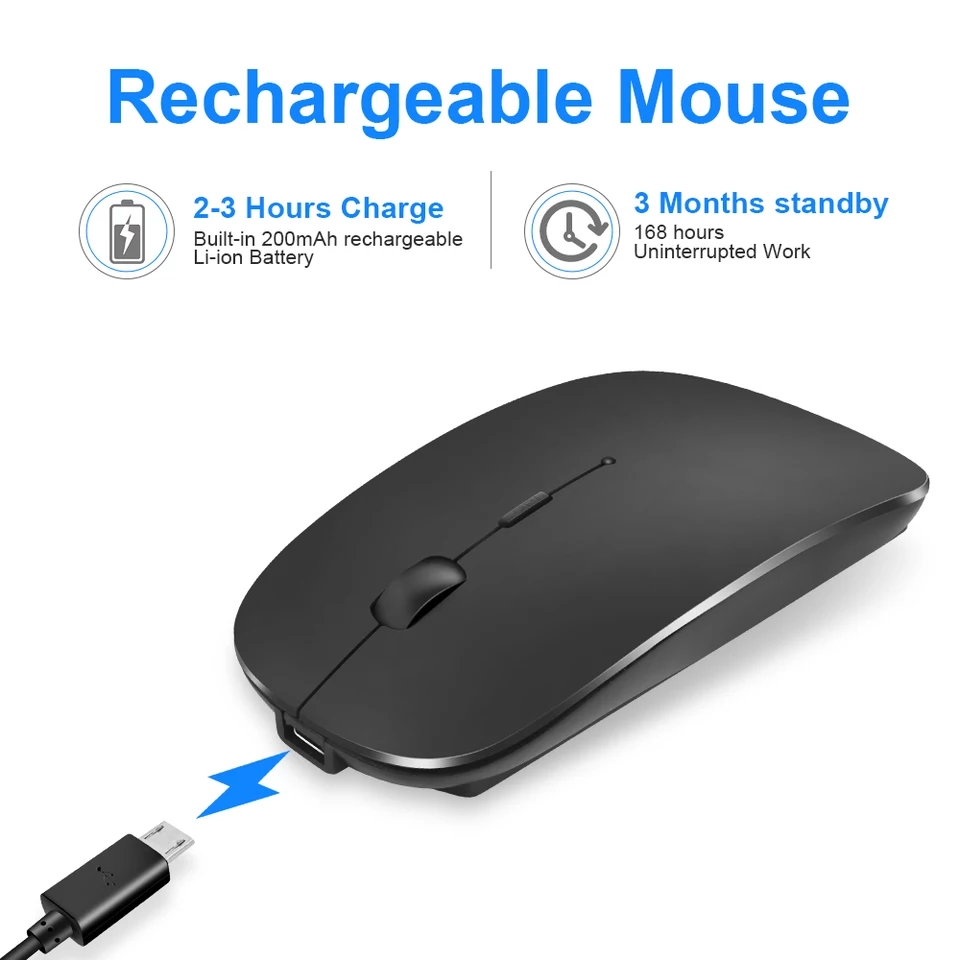 Rechargeable Mouse
2-3 Hours Charge
Built-in 200mAh rechargeable
Li-ion Battery
3 Months standby
168 hours
Uninterrupted Work